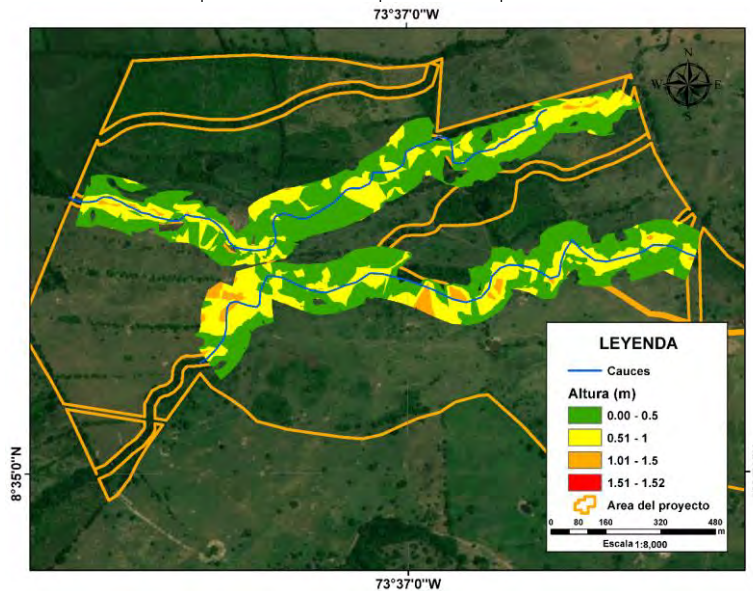 73°37'0"W
N
W E
S
8°35'0"N
LEYENDA
Cauces
Altura (m)
0.00 - 0.5
0.51 - 1
1.01 - 1.5
1.51 - 1.52
Area del proyecto
0 80 160 320 480
m
Escala 1:8,000
73°37'0"W